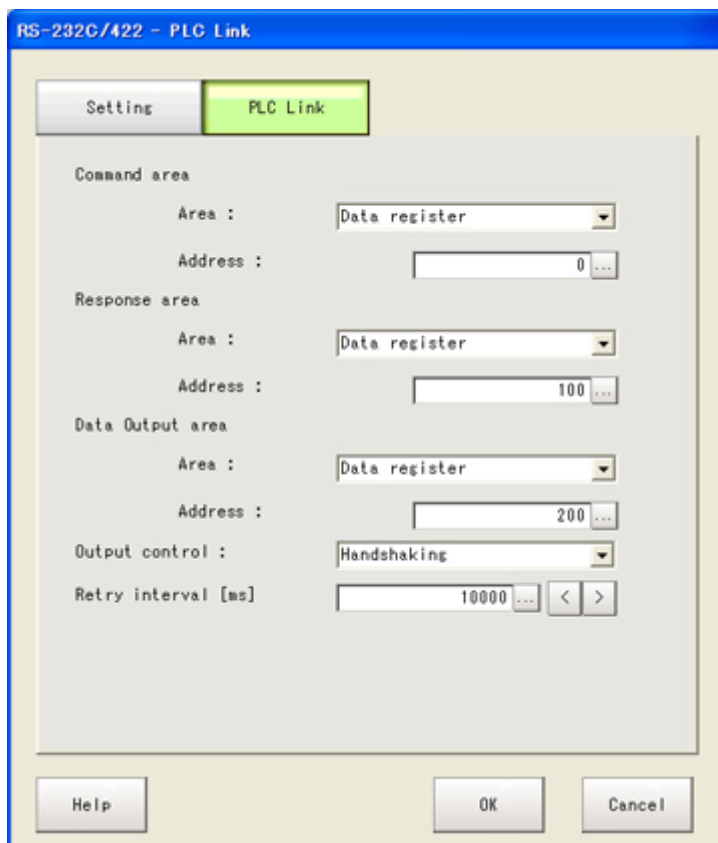 RS-232C/422 - PLC Link
Setting PLC Link
Command area
Area : Data register
Address : 0 ...
Response area
Area : Data register
Address : 100 ...
Data Output area
Area : Data register
Address : 200 ...
Output control : Handshaking
Retry interval [ms] 10000 ... < >
Help OK Cancel